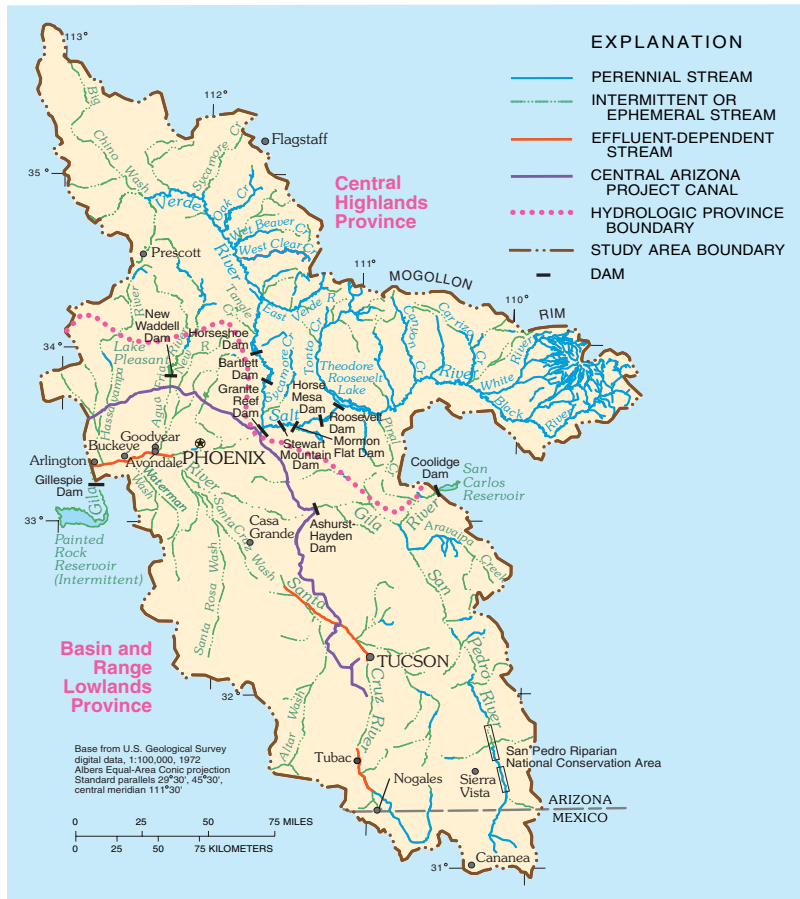 EXPLANATION
PERENNIAL STREAM
INTERMITTENT OR
EPHEMERAL STREAM
EFFLUENT-DEPENDENT
STREAM
CENTRAL ARIZONA
PROJECT CANAL
HYDROLOGIC PROVINCE
BOUNDARY
STUDY AREA BOUNDARY
DAM
113°
112°
35°
Big
Chino
Wash
Sycamore Cr
Flagstaff
Central
Highlands
Province
Verde
River
Oak Cr
Wet Beaver Cr
West Clear Cr
Prescott
111°
MOGOLLON
110°
RIM
34°
New
Waddell
Dam
Lake
Pleasant
Horseshoe
Dam
Tangle
Cr
East Verde R
Bartlett
Dam
Granite
Reef
Dam
Sycamore Cr
Tonto Cr
Canyon
Cr
Carrizo
Cr
Theodore
Roosevelt
Lake
River
White River
Black
River
Hassayampa River
Agua Fria River
New R
Horse
Mesa
Dam
Salt
Roosevelt
Dam
Mormon
Flat Dam
Stewart
Mountain
Dam
Pinal Cr
Goodyear
Buckeye
Arlington
Avondale
PHOENIX
Gillespie
Dam
Gila
River
Waterman
Wash
Coolidge
Dam
San
Carlos
Reservoir
33°
Painted
Rock
Reservoir
(Intermittent)
Casa
Grande
Santa Cruz
Wash
Ashurst-
Hayden
Dam
Gila
River
Aravaipa
Creek
Santa Rosa Wash
Santa
Cruz
River
San
Pedro
River
Basin and
Range
Lowlands
Province
TUCSON
32°
Altar Wash
Base from U.S. Geological Survey
digital data, 1:100,000, 1972
Albers Equal-Area Conic projection
Standard parallels 29°30', 45°30',
central meridian 111°30'
Tubac
Nogales
Sierra
Vista
San Pedro Riparian
National Conservation Area
ARIZONA
MEXICO
0 25 50 75 MILES
0 25 50 75 KILOMETERS
31°
Cananea